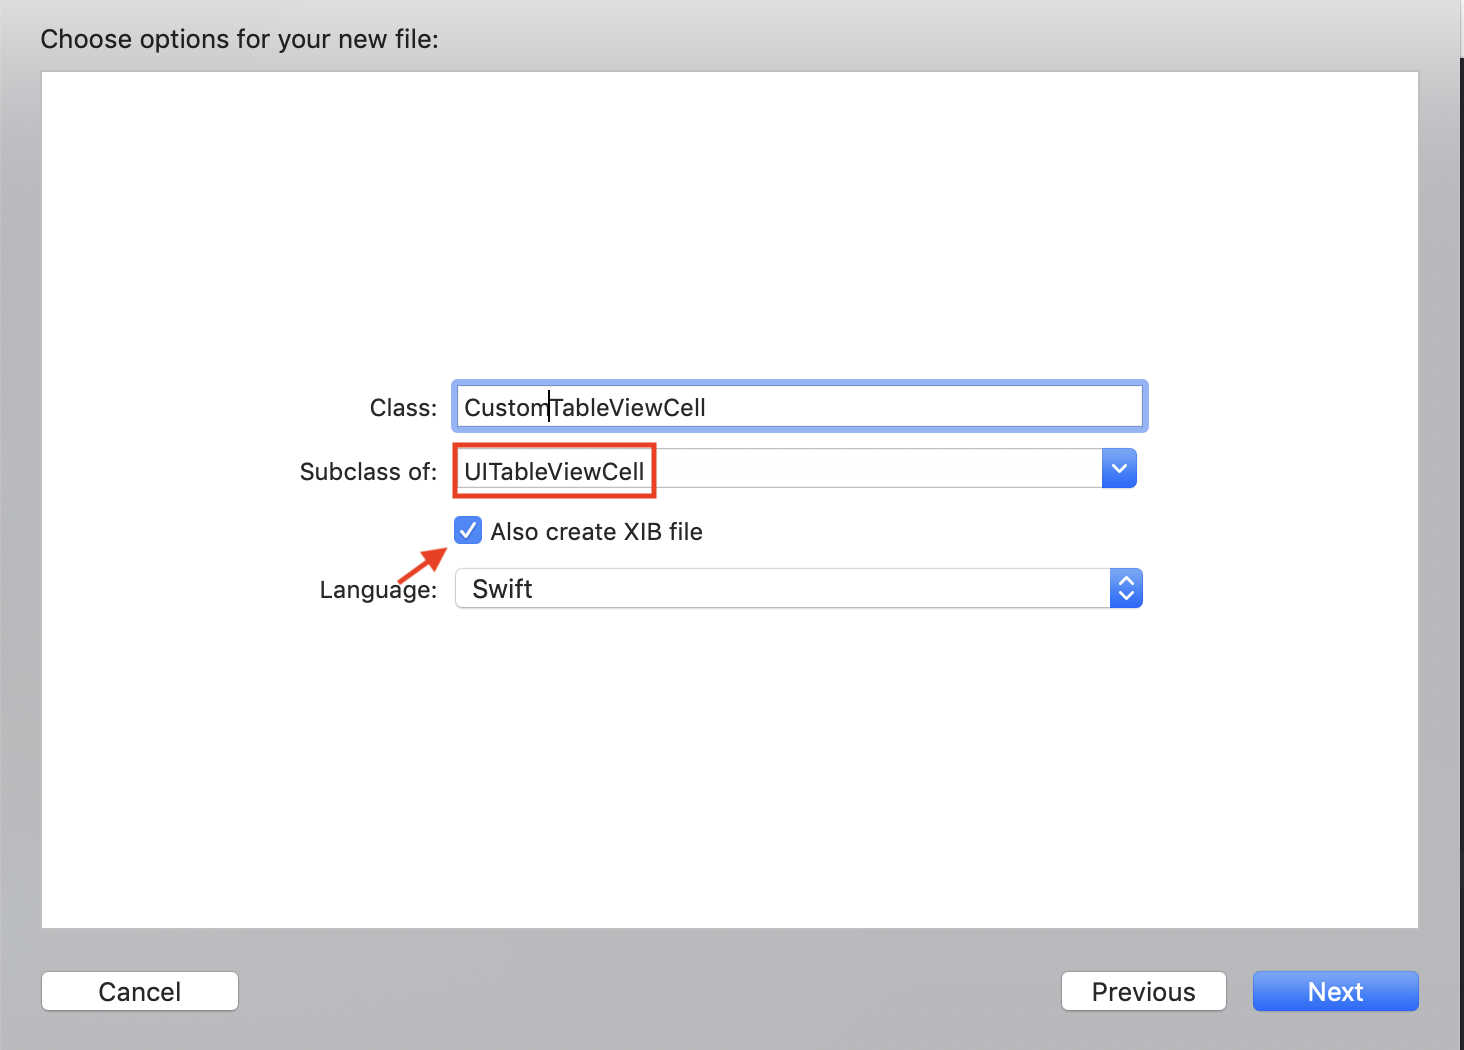 Choose options for your new file:
Class: CustomTableViewCell
Subclass of: UITableViewCell
Also create XIB file
Language: Swift
Cancel Previous Next